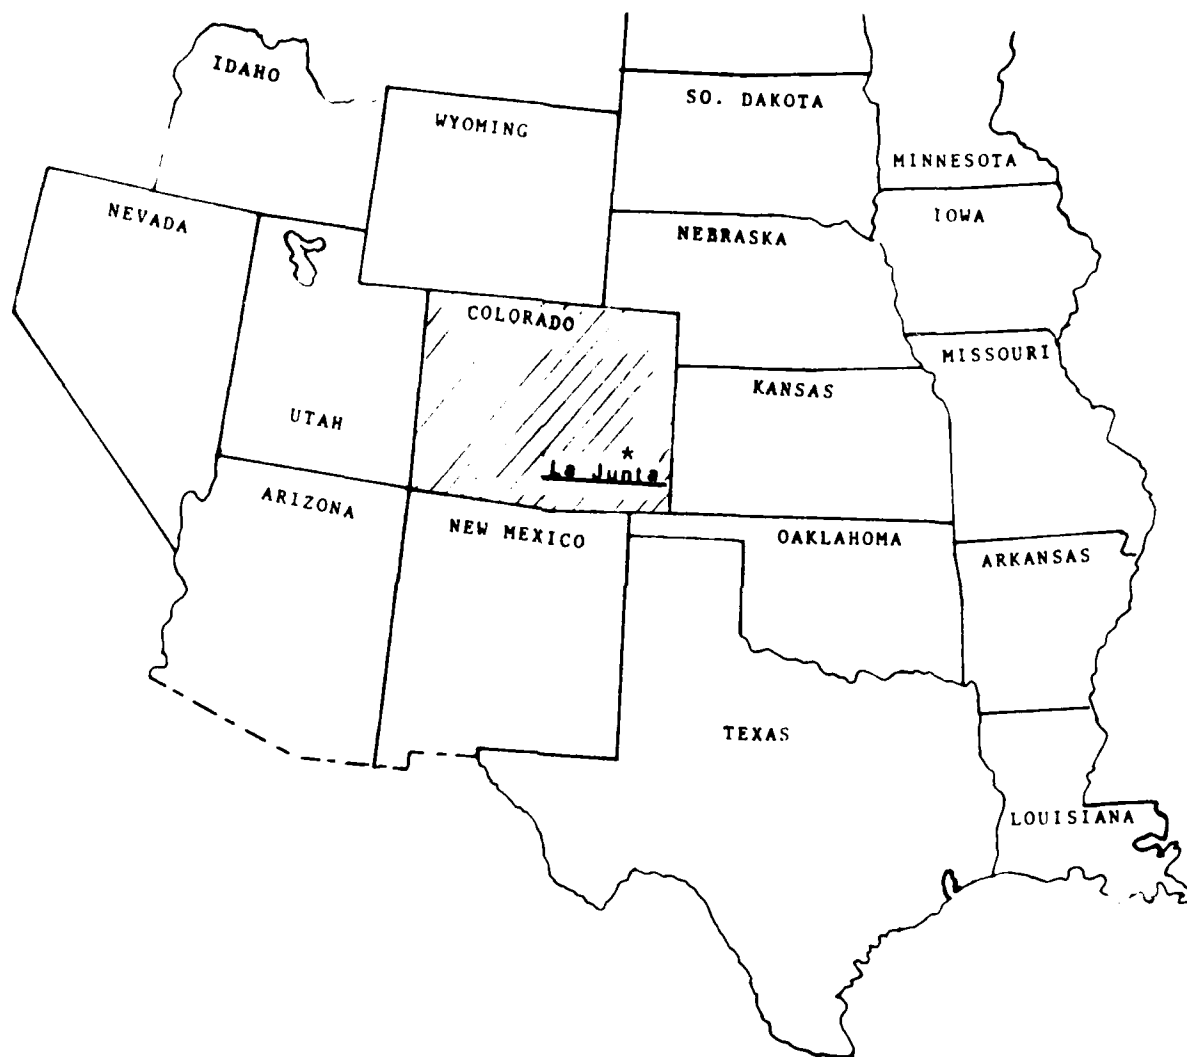 IDAHO
SO. DAKOTA
WYOMING
MINNESOTA
NEVADA
IOWA
NEBRASKA
COLORADO
MISSOURI
KANSAS
UTAH
*
La Junta
ARIZONA
NEW MEXICO
OAKLAHOMA
ARKANSAS
TEXAS
LOUISIANA